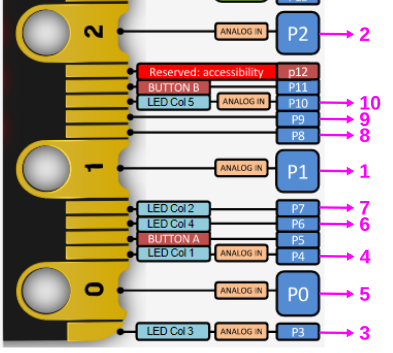 2 ANALOG IN P2 2
Reserved: accessibility p12
BUTTON B P11
LED Col 5 ANALOG IN P10 10
P9 9
P8 8
1 ANALOG IN P1 1
LED Col 2 P7 7
LED Col 4 P6 6
BUTTON A P5
LED Col 1 ANALOG IN P4 4
0 ANALOG IN P0 5
LED Col 3 ANALOG IN P3 3